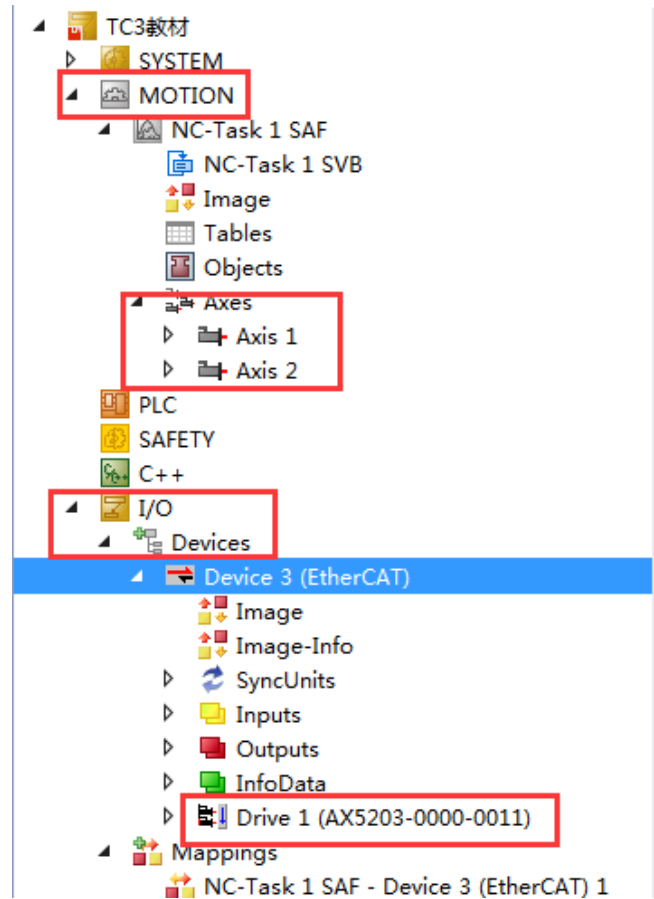 TC3教材
SYSTEM
MOTION
NC-Task 1 SAF
NC-Task 1 SVB
Image
Tables
Objects
Axes
Axis 1
Axis 2
PLC
SAFETY
C++
I/O
Devices
Device 3 (EtherCAT)
Image
Image-Info
SyncUnits
Inputs
Outputs
InfoData
Drive 1 (AX5203-0000-0011)
Mappings
NC-Task 1 SAF - Device 3 (EtherCAT) 1